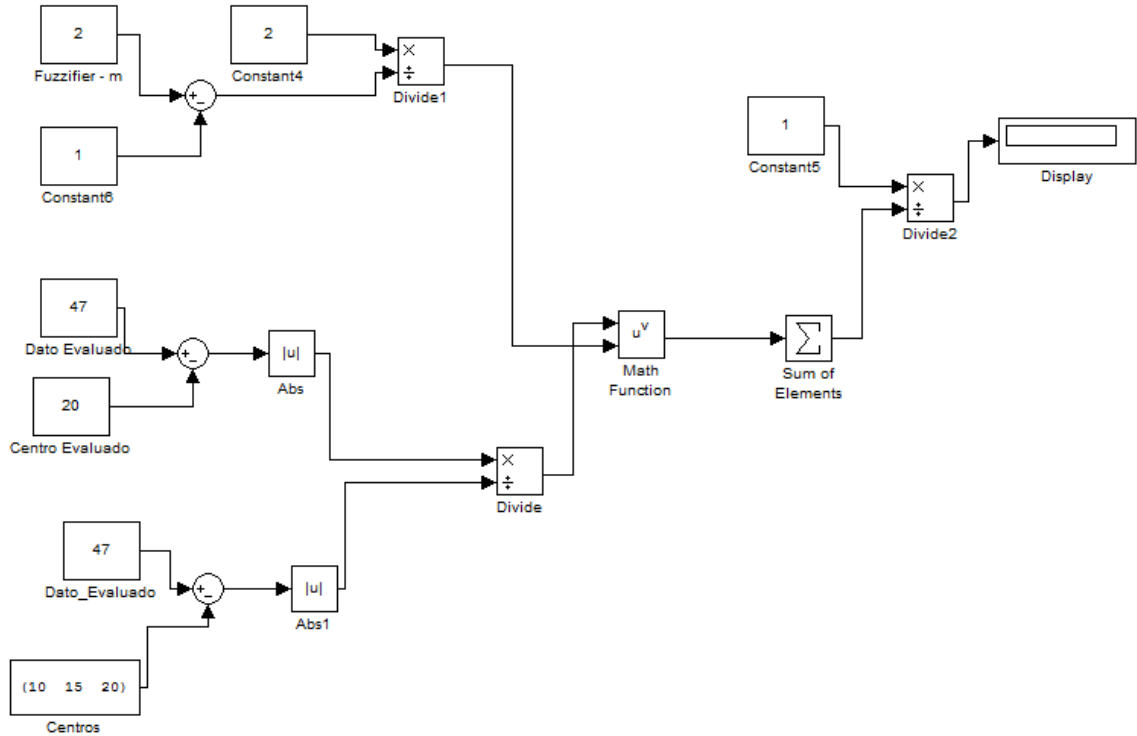 2
Fuzzifier - m
2
Constant4
×
÷
Divide1
+
−
1
Constant6
1
Constant5
×
÷
Divide2
Display
47
Dato Evaluado
+
−
|u|
Abs
20
Centro Evaluado
u^v
Math
Function
Σ
Sum of
Elements
×
÷
Divide
47
Dato_Evaluado
+
−
|u|
Abs1
(10 15 20)
Centros